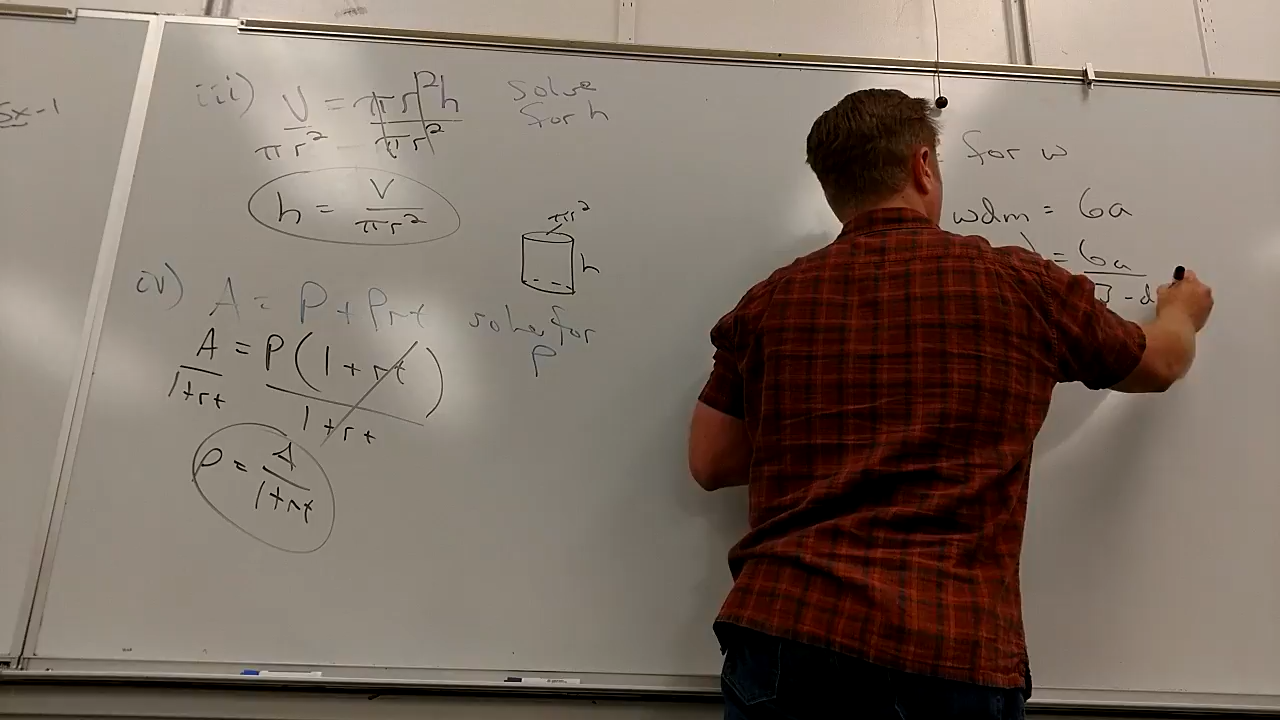 5x-1
iii) V = πr²h solve
πr² πr² for h
h = V
πr²
πr²
h
iv) A = P + Prt solve for
P
A = P(1 + rt)
1+rt 1+rt
P = A
1+rt
for w
wdm = 6a
= 6a
- d